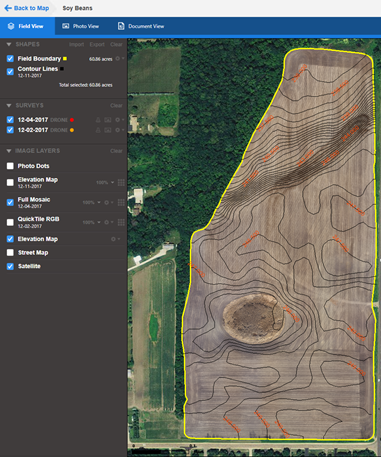 Back to Map Soy Beans
Field View Photo View Document View
SHAPES Import Export Clear
Field Boundary 60.86 acres
Contour Lines
12-11-2017
Total selected: 60.86 acres
SURVEYS Clear
12-04-2017 DRONE
12-02-2017 DRONE
IMAGE LAYERS Clear
Photo Dots
Elevation Map
12-11-2017 100%
Full Mosaic
12-04-2017 100%
QuickTile RGB
12-02-2017 100%
Elevation Map
Street Map
Satellite